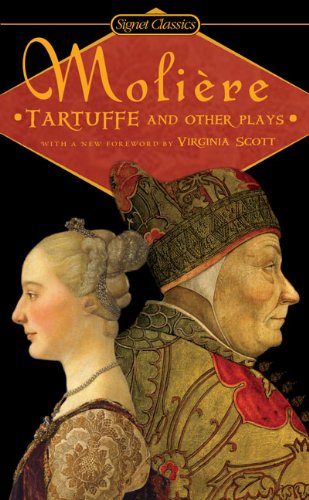 Signet Classics
Molière
•TARTUFFE AND OTHER PLAYS•
WITH A NEW FOREWORD BY VIRGINIA SCOTT